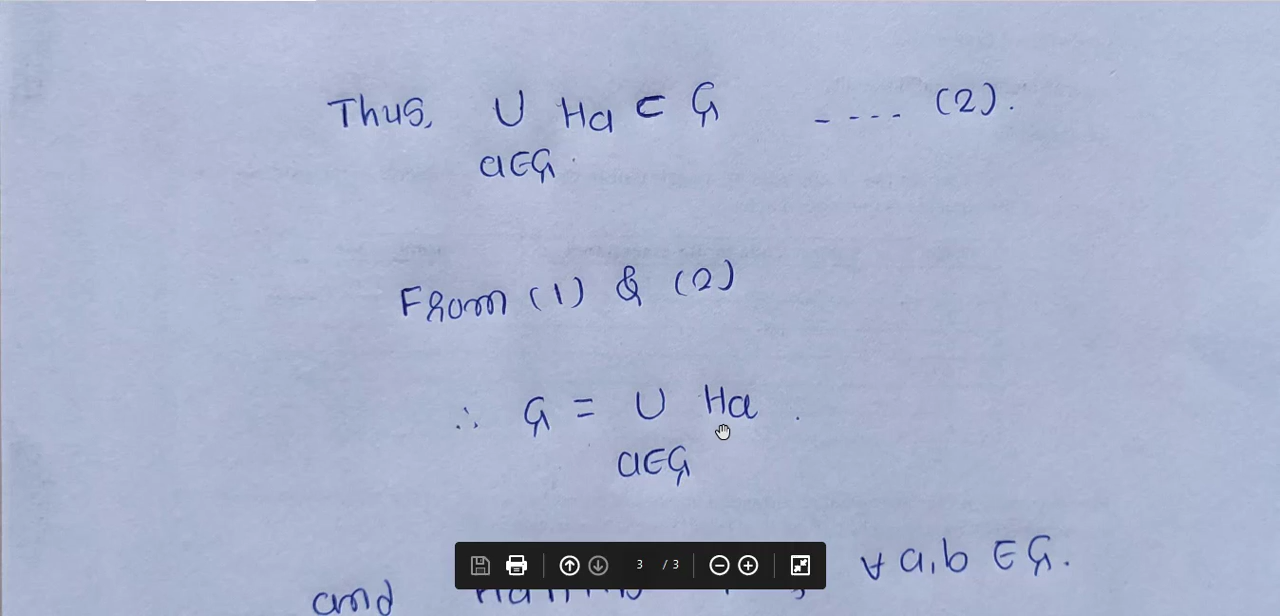 Thus, ∪ Ha ⊂ G ---- (2).
a∈G
From (1) & (2)
∴ G = ∪ Ha .
a∈G
∀ a,b ∈ G.
and
3 / 3